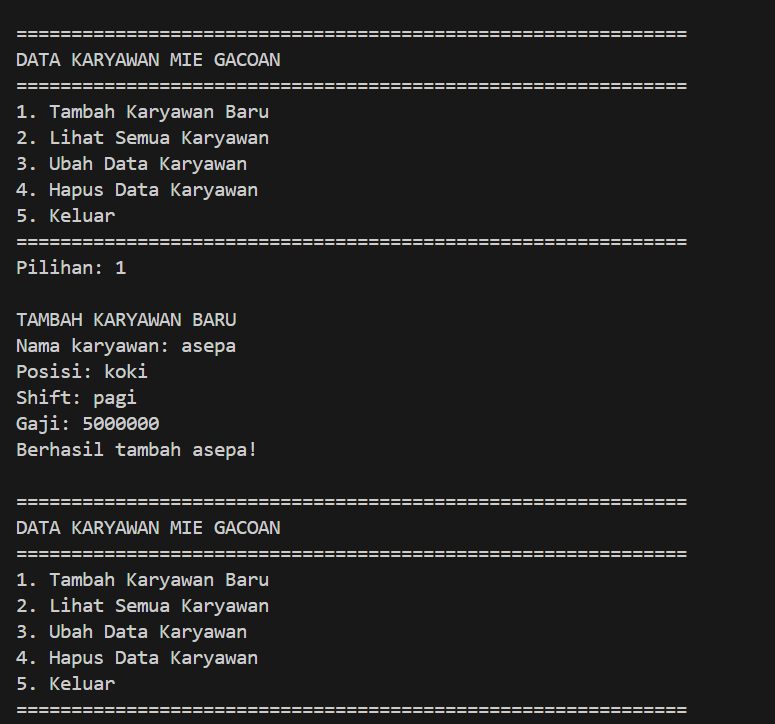 =============================================================
DATA KARYAWAN MIE GACOAN
=============================================================
1. Tambah Karyawan Baru
2. Lihat Semua Karyawan
3. Ubah Data Karyawan
4. Hapus Data Karyawan
5. Keluar
=============================================================
Pilihan: 1
TAMBAH KARYAWAN BARU
Nama karyawan: asepa
Posisi: koki
Shift: pagi
Gaji: 5000000
Berhasil tambah asepa!
=============================================================
DATA KARYAWAN MIE GACOAN
=============================================================
1. Tambah Karyawan Baru
2. Lihat Semua Karyawan
3. Ubah Data Karyawan
4. Hapus Data Karyawan
5. Keluar
=============================================================